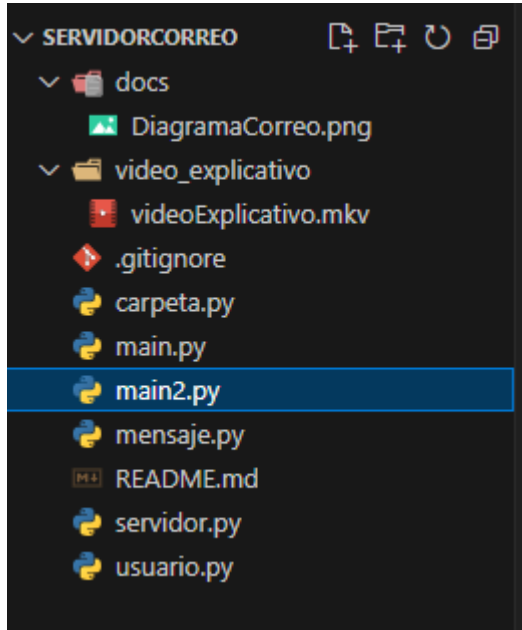 SERVIDORCORREO
docs
DiagramaCorreo.png
video_explicativo
videoExplicativo.mkv
.gitignore
carpeta.py
main.py
main2.py
mensaje.py
M↓ README.md
servidor.py
usuario.py